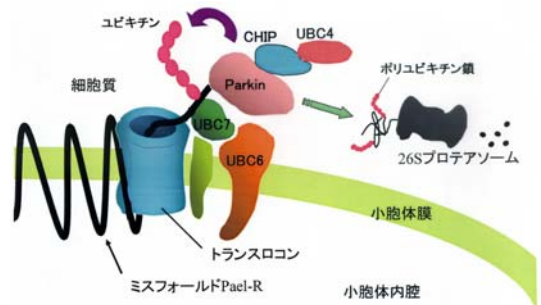 ユビキチン
CHIP
UBC4
細胞質
Parkin
ポリユビキチン鎖
UBC7
UBC6
26Sプロテアソーム
小胞体膜
トランスロコン
ミスフォールドPael-R
小胞体内腔